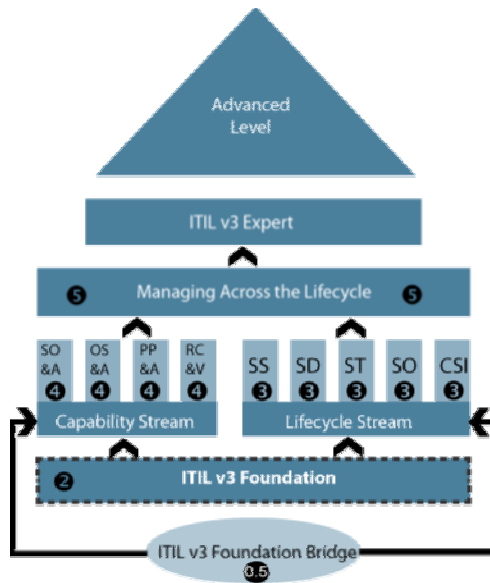 Advanced
Level
ITIL v3 Expert
5 Managing Across the Lifecycle 5
SO OS PP RC
&A &A &A &V
4 4 4 4
SS SD ST SO CSI
3 3 3 3 3
Capability Stream
Lifecycle Stream
2 ITIL v3 Foundation
ITIL v3 Foundation Bridge
0.5